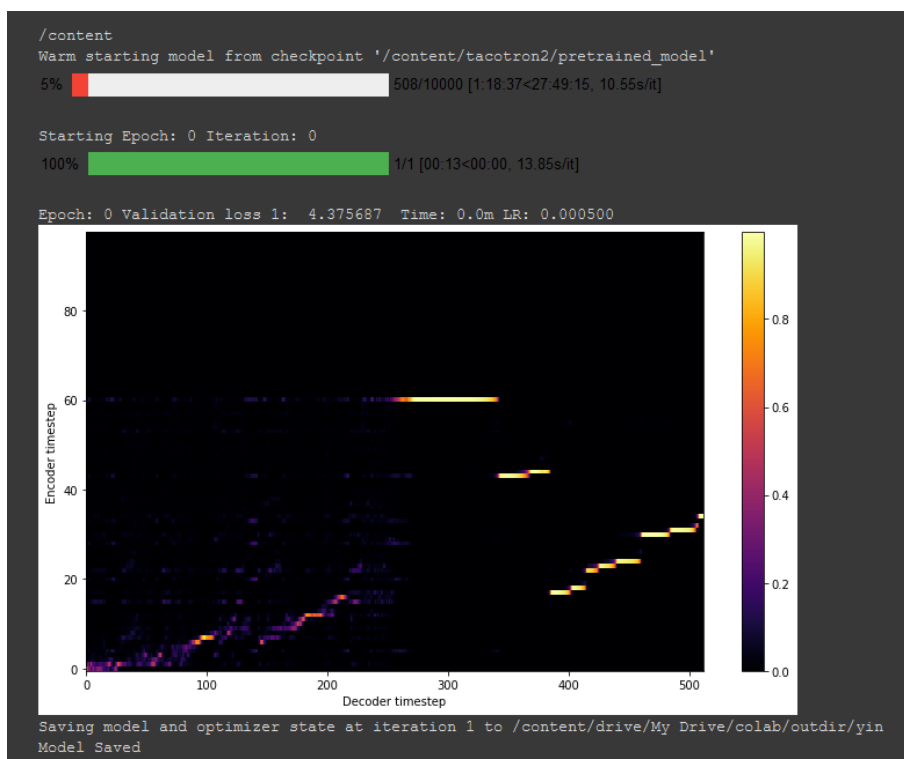 /content
Warm starting model from checkpoint '/content/tacotron2/pretrained_model'
5% 508/10000 [1:18:37<27:49:15, 10.55s/it]
Starting Epoch: 0 Iteration: 0
100% 1/1 [00:13<00:00, 13.85s/it]
Epoch: 0 Validation loss 1:  4.375687  Time: 0.0m LR: 0.000500
80
60
40
20
0
Encoder timestep
0 100 200 300 400 500
Decoder timestep
0.8
0.6
0.4
0.2
0.0
Saving model and optimizer state at iteration 1 to /content/drive/My Drive/colab/outdir/yin
Model Saved